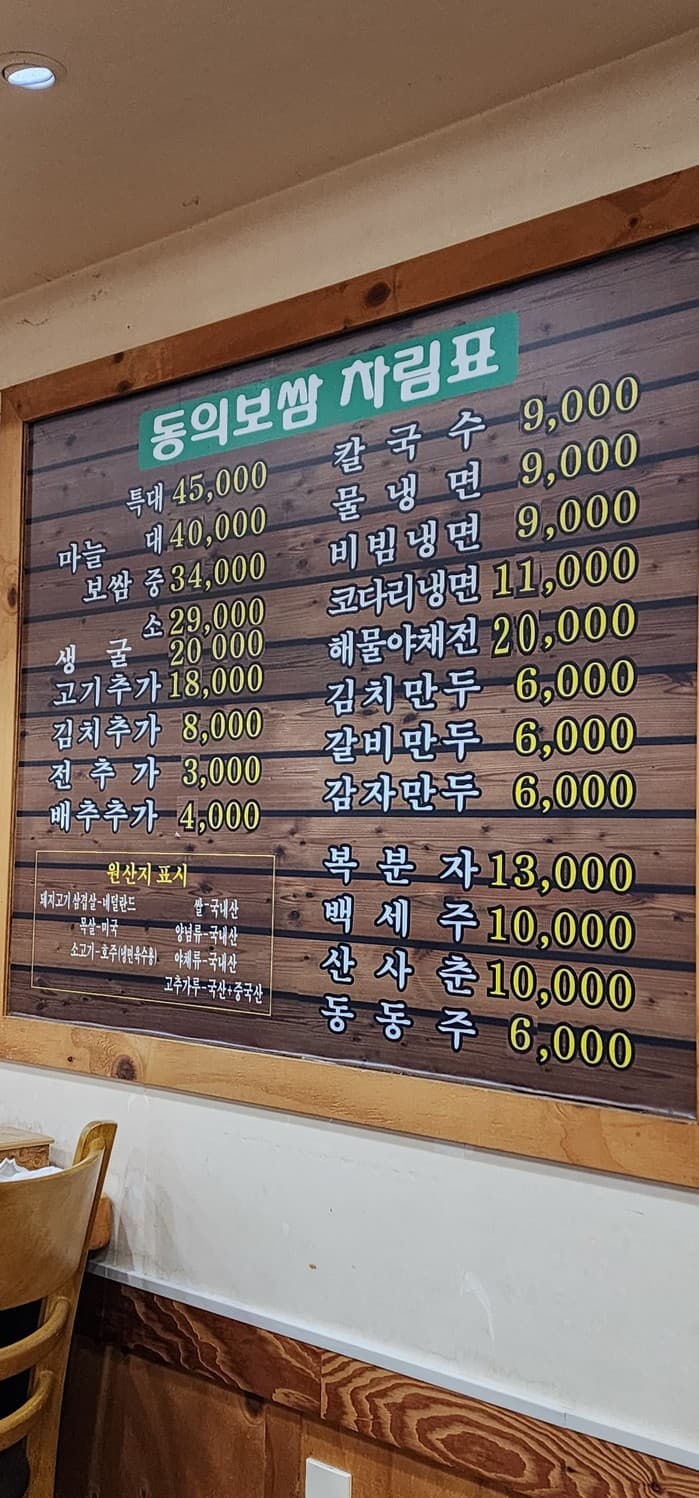 동의보쌈 차림표
특대 45,000
마늘 대 40,000
보쌈 중 34,000
소 29,000
생 굴 20 000
고기추가 18,000
김치추가 8,000
전 추 가 3,000
배추추가 4,000
원산지 표시
돼지고기 삼겹살-네덜란드
목살-미국
소고기-호주(냉면육수용)
쌀-국내산
양념류-국내산
야채류-국내산
고추가루-국산+중국산
칼 국 수 9,000
물 냉 면 9,000
비빔냉면 9,000
코다리냉면 11,000
해물야채전 20,000
김치만두 6,000
갈비만두 6,000
감자만두 6,000
복 분 자 13,000
백 세 주 10,000
산 사 춘 10,000
동 동 주 6,000